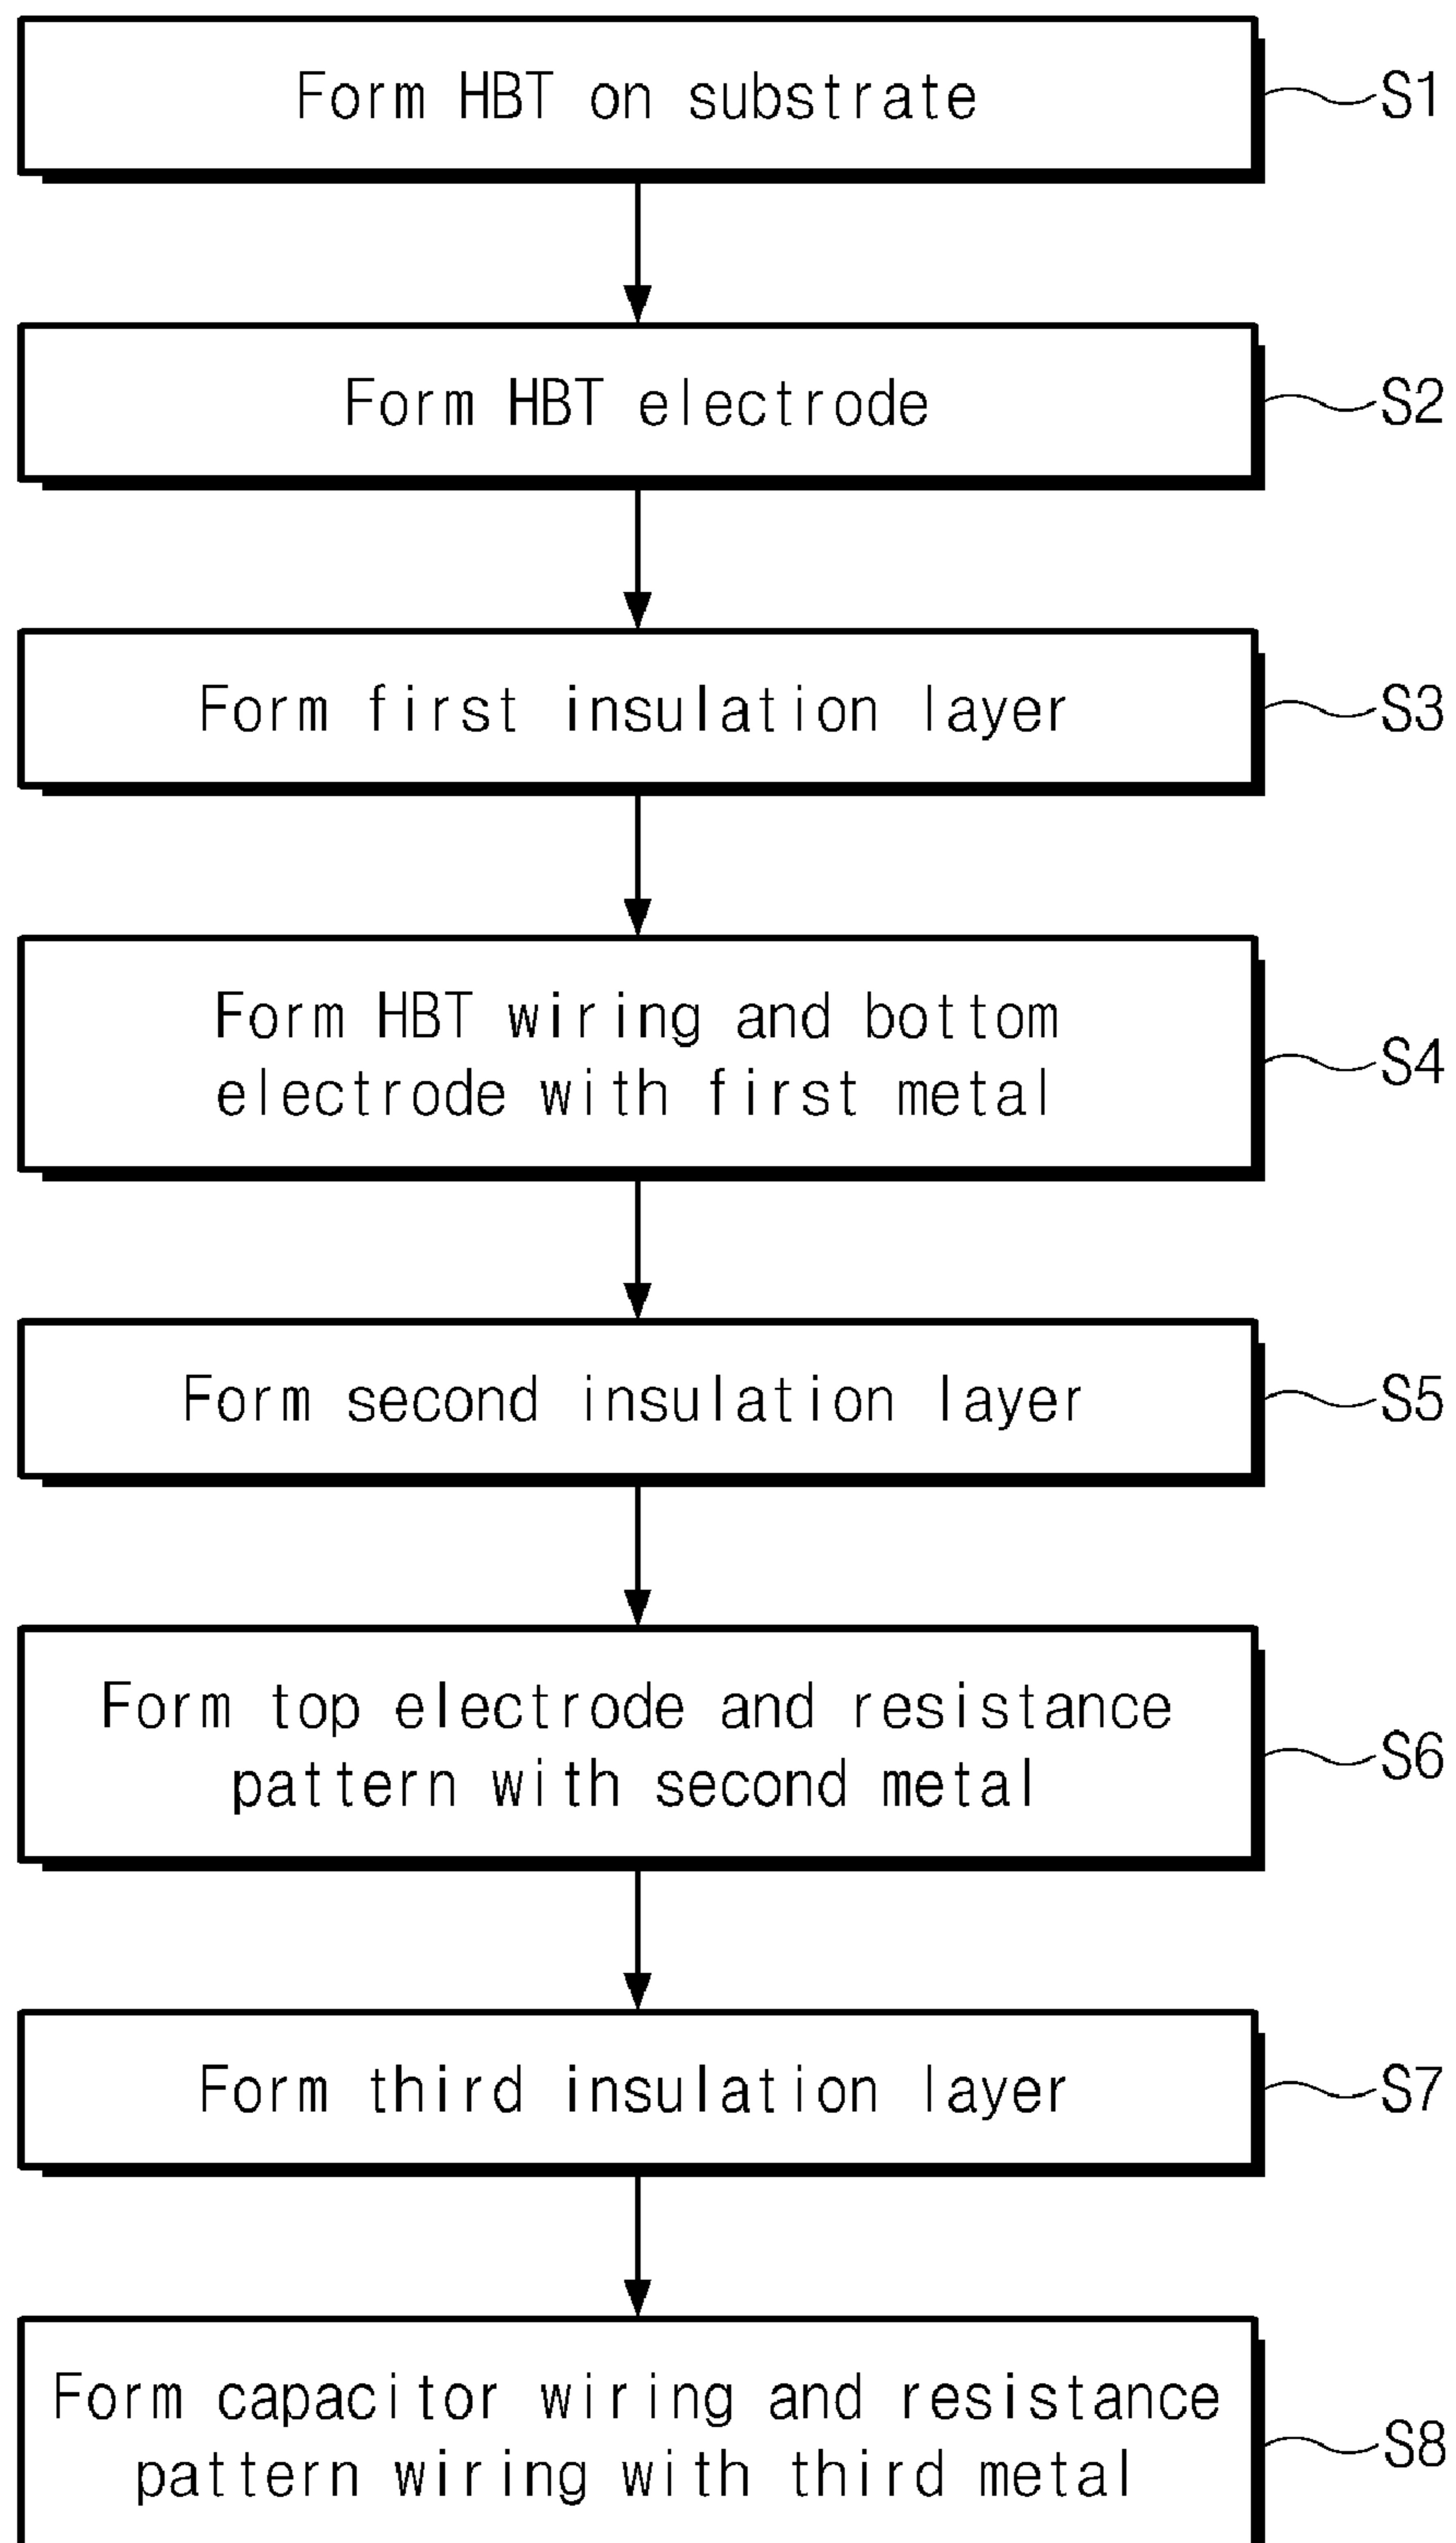 Form HBT on substrate
S1
Form HBT electrode
S2
Form first insulation layer
S3
Form HBT wiring and bottom
electrode with first metal
S4
Form second insulation layer
S5
Form top electrode and resistance
pattern with second metal
S6
Form third insulation layer
S7
Form capacitor wiring and resistance
pattern wiring with third metal
S8